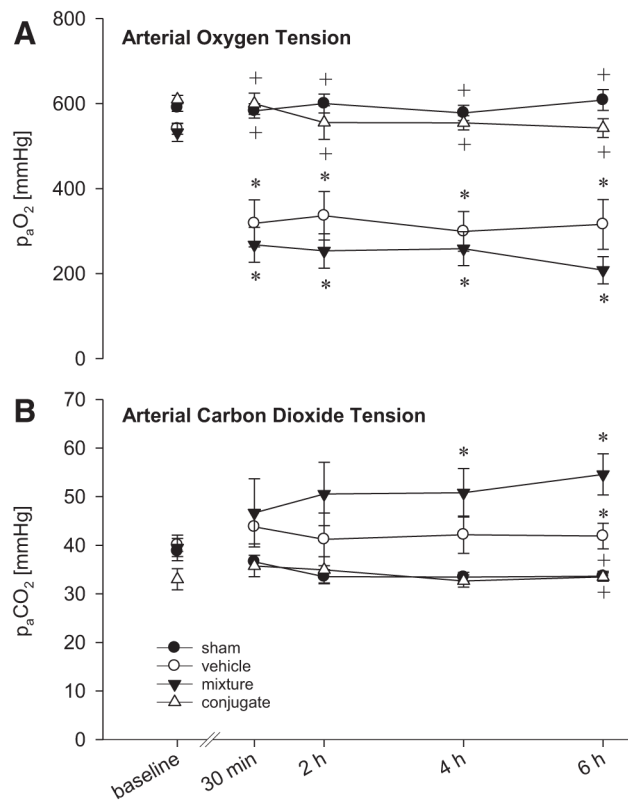 A
Arterial Oxygen Tension
800
600
400
200
0
paO2 [mmHg]
+ + + +
+ + + +
* * * *
* * * *
B
Arterial Carbon Dioxide Tension
70
60
50
40
30
20
10
0
paCO2 [mmHg]
* *
*
+
+
sham
vehicle
mixture
conjugate
baseline 30 min 2 h 4 h 6 h